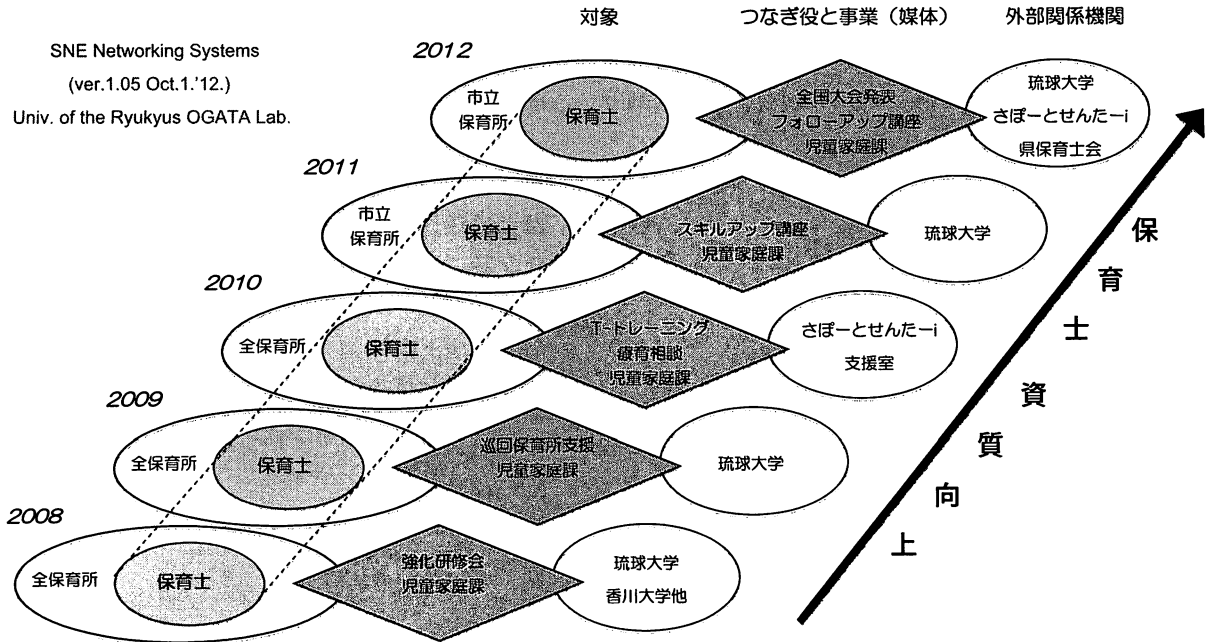 対象
つなぎ役と事業（媒体）
外部関係機関
SNE Networking Systems
(ver.1.05 Oct.1.'12.)
Univ. of the Ryukyus OGATA Lab.
2012
市立
保育所
保育士
全国大会発表
フォローアップ講座
児童家庭課
琉球大学
さぽーとせんたーi
県保育士会
2011
市立
保育所
保育士
スキルアップ講座
児童家庭課
琉球大学
2010
全保育所
保育士
T-トレーニング
療育相談
児童家庭課
さぽーとせんたーi
支援室
2009
全保育所
保育士
巡回保育所支援
児童家庭課
琉球大学
2008
全保育所
保育士
強化研修会
児童家庭課
琉球大学
香川大学他
保育士資質向上